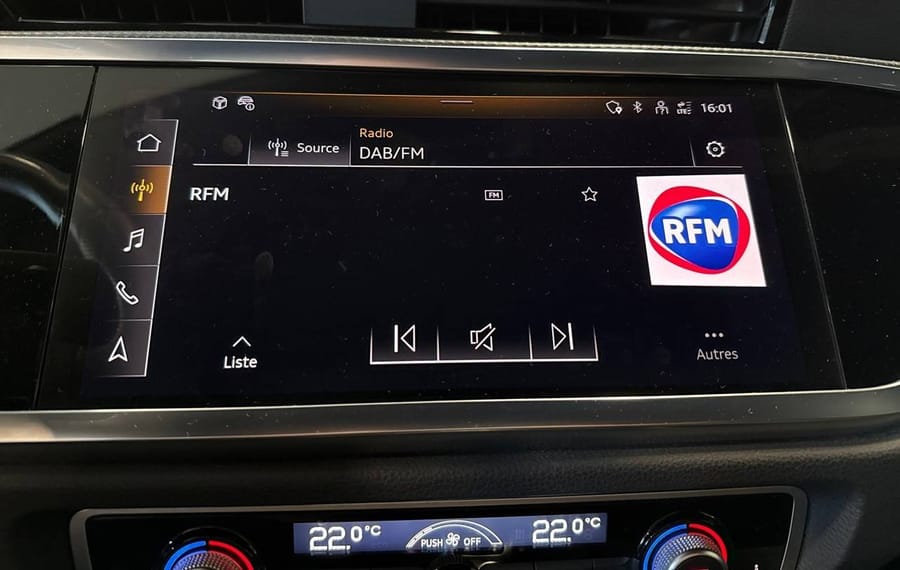 16:01
Radio
Source
DAB/FM
RFM
FM
RFM
Liste
Autres
22.0°C
PUSH OFF
22.0°C